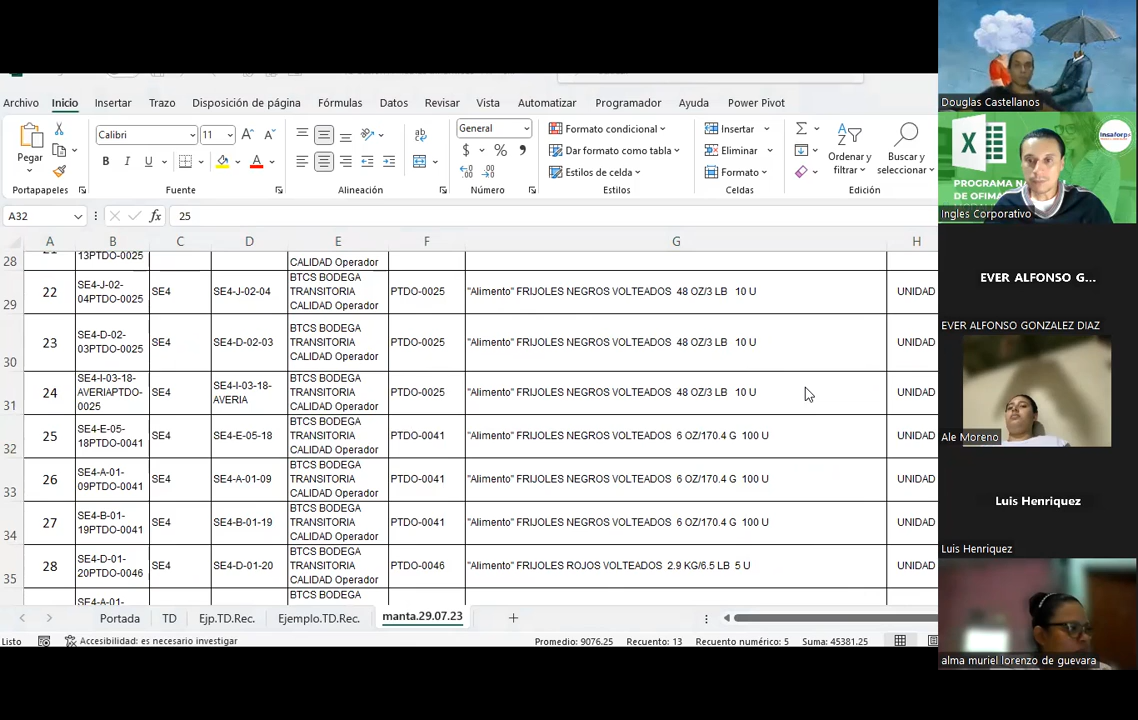 Archivo Inicio Insertar Trazo Disposición de página Fórmulas Datos Revisar Vista Automatizar Programador Ayuda Power Pivot
Pegar
Calibri 11
General
Formato condicional
Dar formato como tabla
Estilos de celda
Insertar
Eliminar
Formato
Ordenar y
filtrar
Buscar y
seleccionar
Portapapeles Fuente Alineación Número Estilos Celdas Edición
A32 fx 25
A B C D E F G H
28 13PTDO-0025 CALIDAD Operador
29 22 SE4-J-02-
04PTDO-0025 SE4 SE4-J-02-04 BTCS BODEGA
TRANSITORIA
CALIDAD Operador PTDO-0025 "Alimento" FRIJOLES NEGROS VOLTEADOS 48 OZ/3 LB 10 U UNIDAD
30 23 SE4-D-02-
03PTDO-0025 SE4 SE4-D-02-03 BTCS BODEGA
TRANSITORIA
CALIDAD Operador PTDO-0025 "Alimento" FRIJOLES NEGROS VOLTEADOS 48 OZ/3 LB 10 U UNIDAD
31 24 SE4-I-03-18-
AVERIAPTDO-
0025 SE4 SE4-I-03-18-
AVERIA BTCS BODEGA
TRANSITORIA
CALIDAD Operador PTDO-0025 "Alimento" FRIJOLES NEGROS VOLTEADOS 48 OZ/3 LB 10 U UNIDAD
32 25 SE4-E-05-
18PTDO-0041 SE4 SE4-E-05-18 BTCS BODEGA
TRANSITORIA
CALIDAD Operador PTDO-0041 "Alimento" FRIJOLES NEGROS VOLTEADOS 6 OZ/170.4 G 100 U UNIDAD
33 26 SE4-A-01-
09PTDO-0041 SE4 SE4-A-01-09 BTCS BODEGA
TRANSITORIA
CALIDAD Operador PTDO-0041 "Alimento" FRIJOLES NEGROS VOLTEADOS 6 OZ/170.4 G 100 U UNIDAD
34 27 SE4-B-01-
19PTDO-0041 SE4 SE4-B-01-19 BTCS BODEGA
TRANSITORIA
CALIDAD Operador PTDO-0041 "Alimento" FRIJOLES NEGROS VOLTEADOS 6 OZ/170.4 G 100 U UNIDAD
35 28 SE4-D-01-
20PTDO-0046 SE4 SE4-D-01-20 BTCS BODEGA
TRANSITORIA
CALIDAD Operador PTDO-0046 "Alimento" FRIJOLES ROJOS VOLTEADOS 2.9 KG/6.5 LB 5 U UNIDAD
SE4-A-01- BTCS BODEGA
Portada TD Ejp.TD.Rec. Ejemplo.TD.Rec. manta.29.07.23
Listo Accesibilidad: es necesario investigar Promedio: 9076.25 Recuento: 13 Recuento numérico: 5 Suma: 45381.25
Douglas Castellanos
insaforp
PROGRAMA
DE OFIMA
Ingles Corporativo
EVER ALFONSO G...
EVER ALFONSO GONZALEZ DIAZ
Ale Moreno
Luis Henriquez
Luis Henriquez
alma muriel lorenzo de guevara